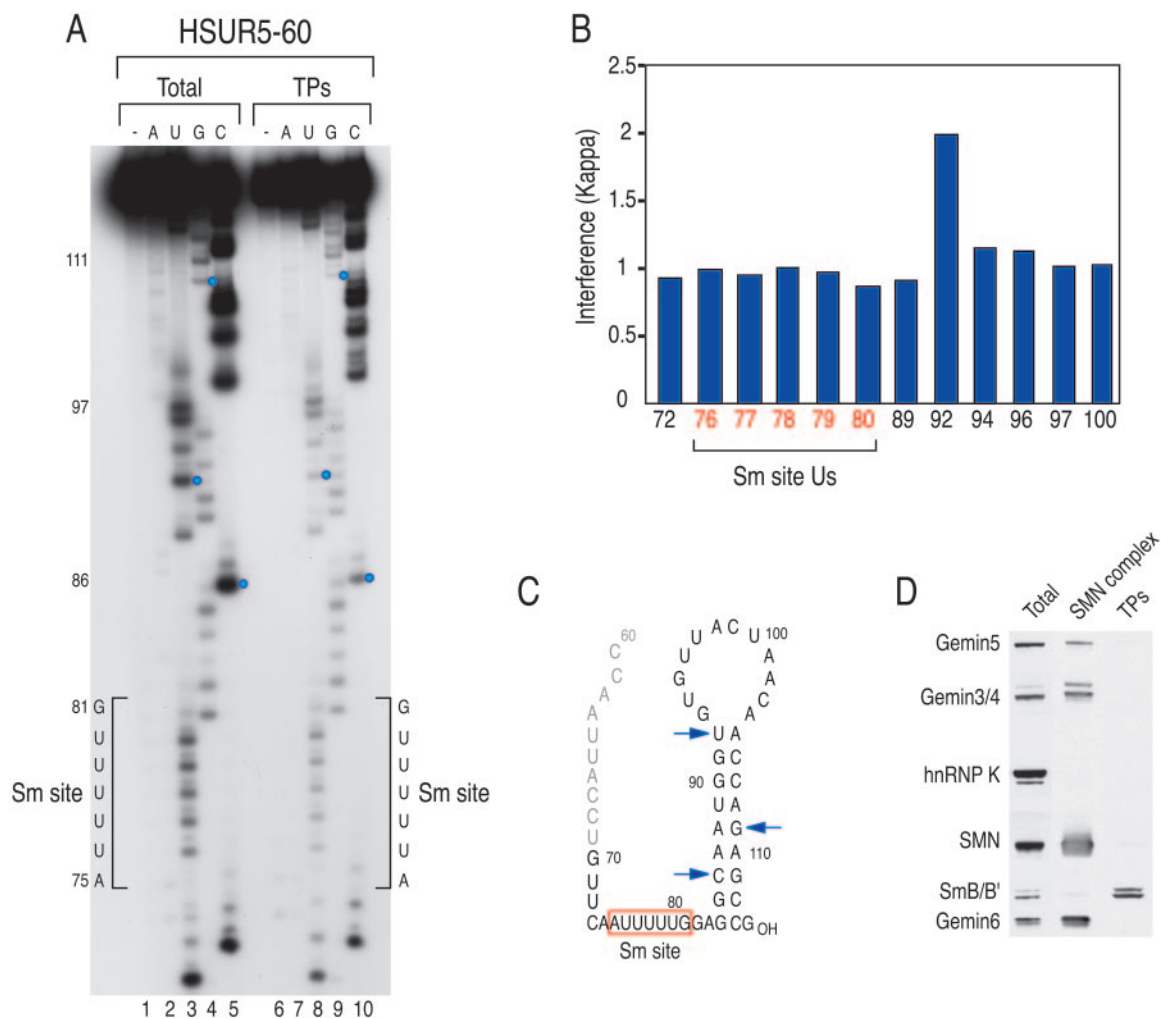 A
HSUR5-60
Total TPs
- A U G C - A U G C
111
97
86
81 G G
U U
U U
Sm site U U Sm site
U U
U U
75 A A
1 2 3 4 5 6 7 8 9 10
B
Interference (Kappa)
2.5
2
1.5
1
0.5
0
72 76 77 78 79 80 89 92 94 96 97 100
Sm site Us
C
60
C
C
A
A
U
U
A
C
C
U
G 70
U
U
CAAUUUUUGGAGCG OH
80
Sm site
A C
U U 100
U A
G A
U C
G A
U A
G C
90 G C
U C
A A
A G
A A 110
C G
G C
D
Total SMN complex TPs
Gemin5
Gemin3/4
hnRNP K
SMN
SmB/B'
Gemin6